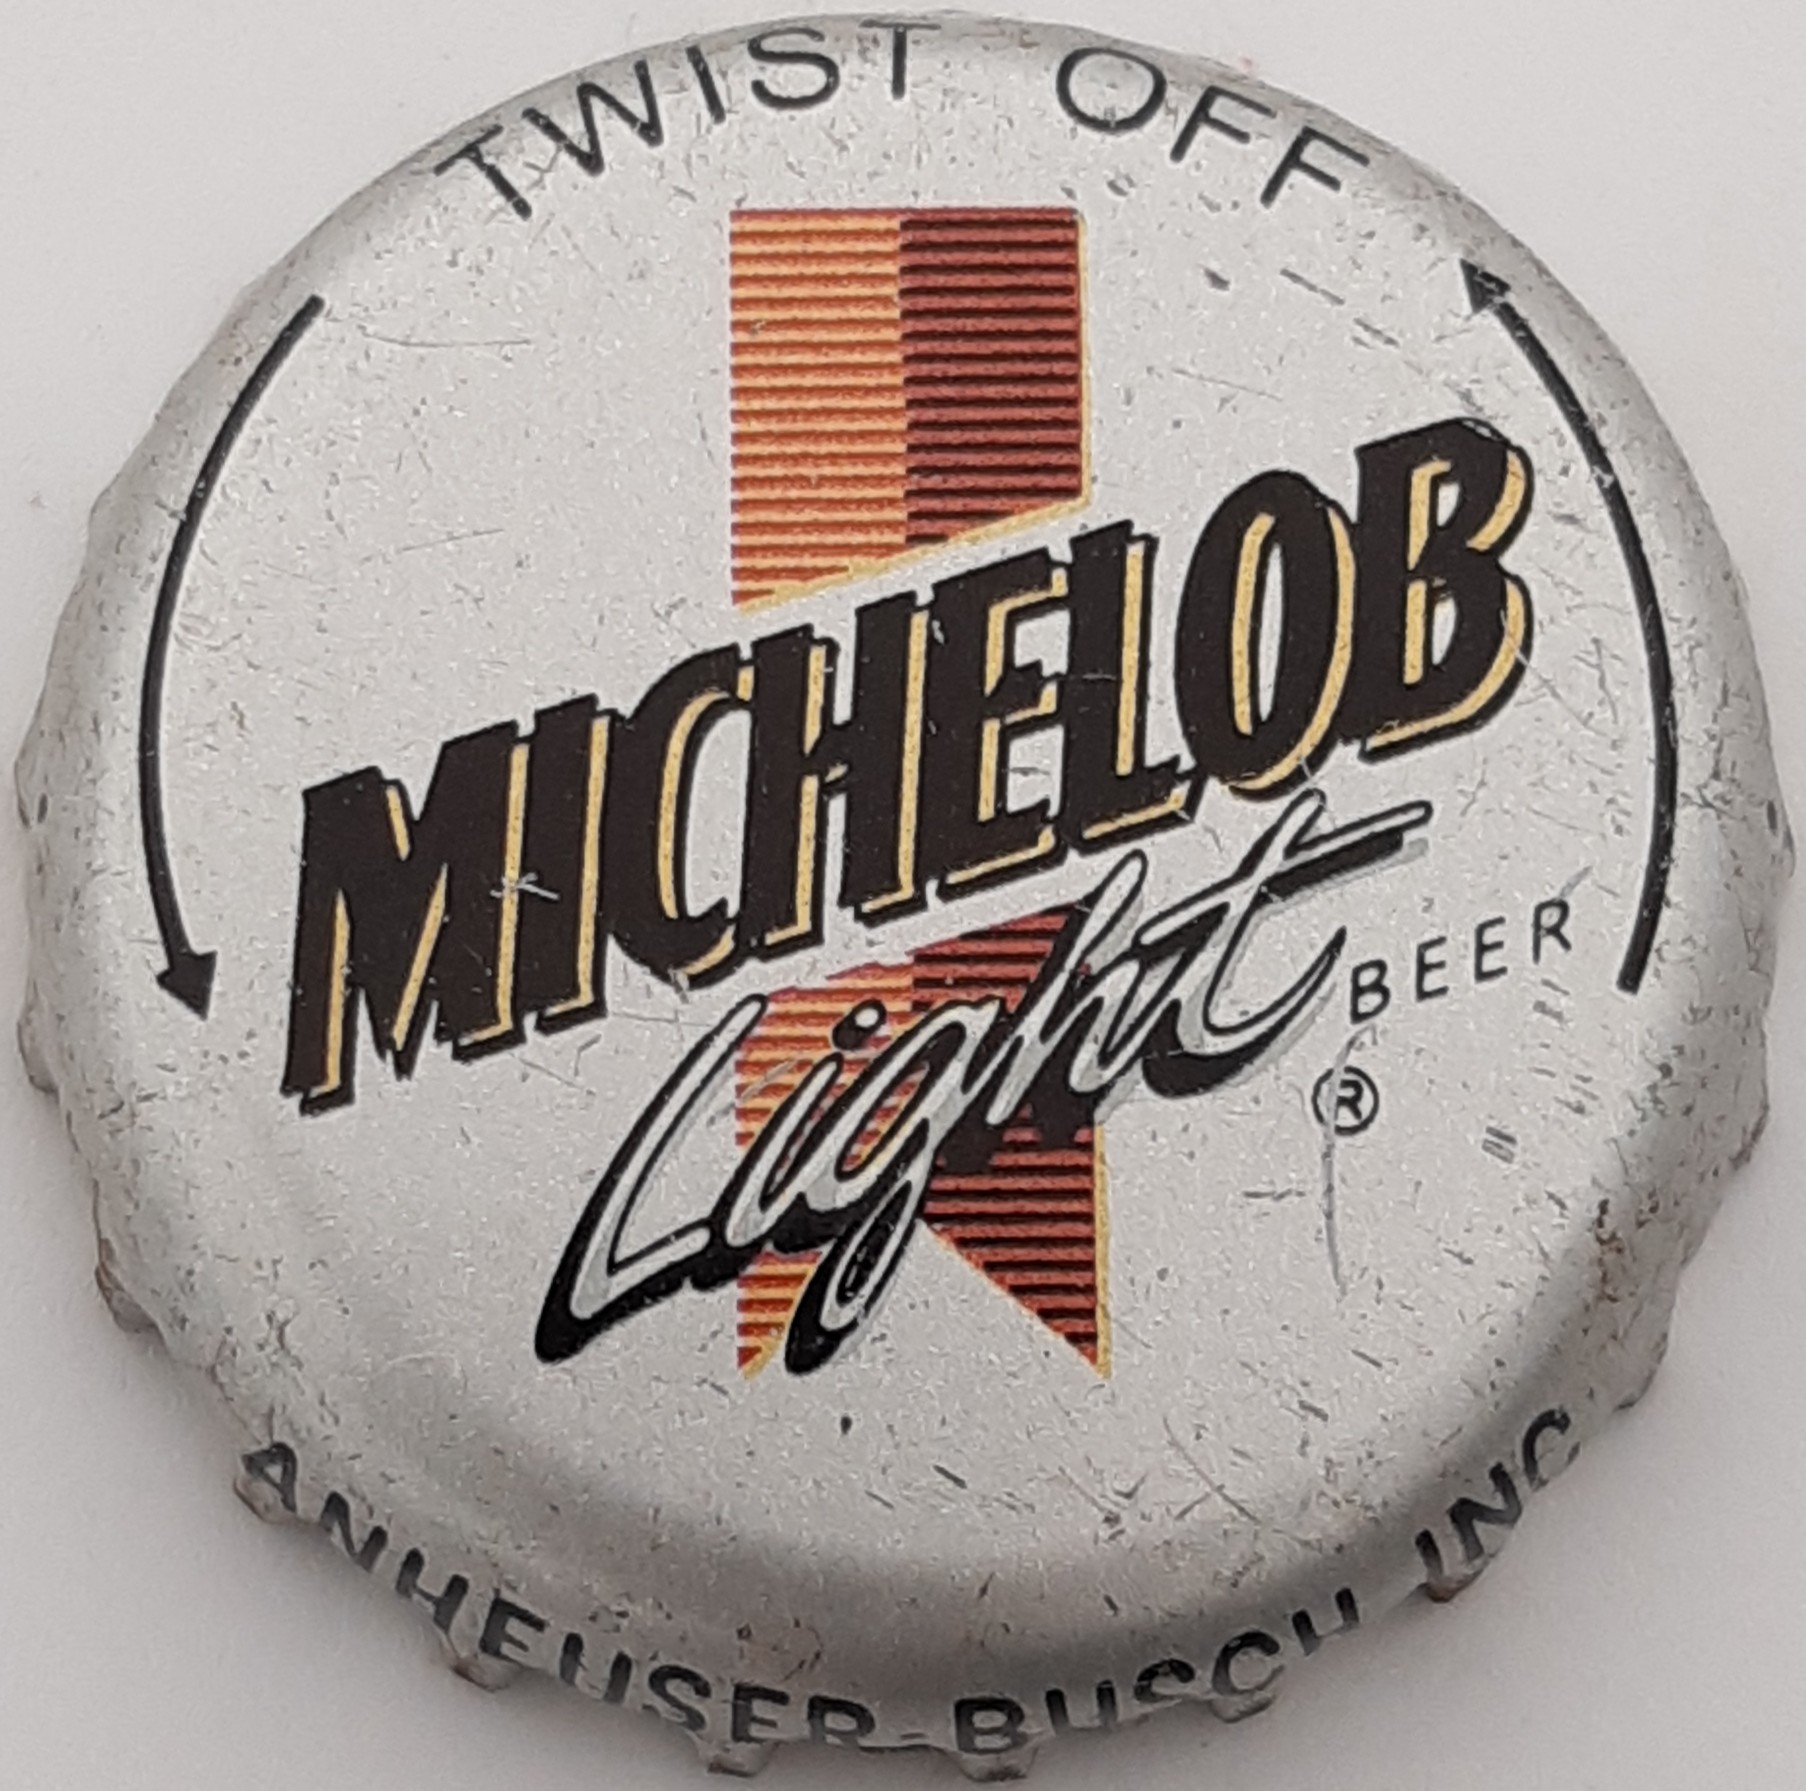 TWIST OFF
MICHELOB
Light
BEER
®
ANHEUSER-BUSCH INC